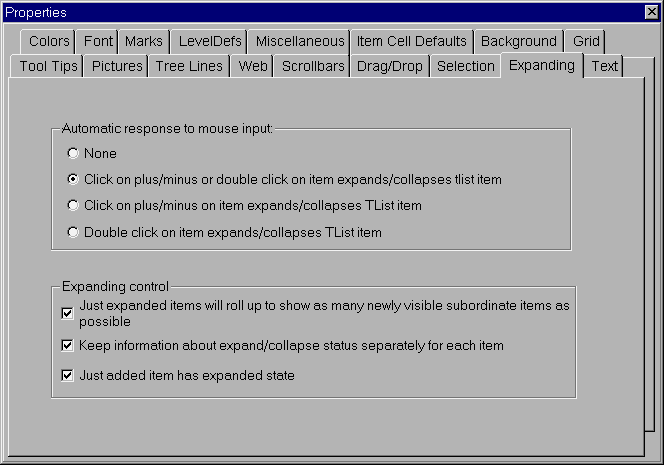 Properties
Colors Font Marks LevelDefs Miscellaneous Item Cell Defaults Background Grid
Tool Tips Pictures Tree Lines Web Scrollbars Drag/Drop Selection Expanding Text
Automatic response to mouse input:
None
Click on plus/minus or double click on item expands/collapses tlist item
Click on plus/minus on item expands/collapses TList item
Double click on item expands/collapses TList item
Expanding control
Just expanded items will roll up to show as many newly visible subordinate items as
possible
Keep information about expand/collapse status separately for each item
Just added item has expanded state